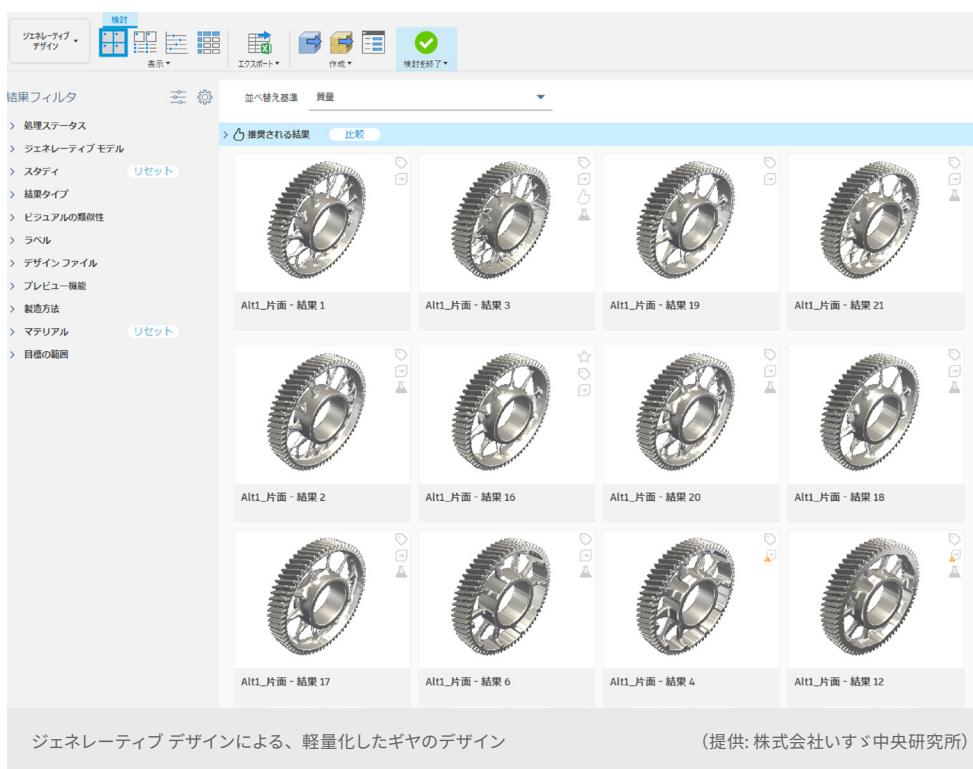 検討
ジェネレーティブ
デザイン
表示
エクスポート
作成
検討を終了
結果フィルタ
並べ替え基準 質量
処理ステータス
推奨される結果 比較
ジェネレーティブ モデル
スタディ リセット
結果タイプ
ビジュアルの類似性
ラベル
デザイン ファイル
プレビュー機能
製造方法
マテリアル リセット
目標の範囲
Alt1_片面 - 結果 1
Alt1_片面 - 結果 3
Alt1_片面 - 結果 19
Alt1_片面 - 結果 21
Alt1_片面 - 結果 2
Alt1_片面 - 結果 16
Alt1_片面 - 結果 20
Alt1_片面 - 結果 18
Alt1_片面 - 結果 17
Alt1_片面 - 結果 6
Alt1_片面 - 結果 4
Alt1_片面 - 結果 12
ジェネレーティブ デザインによる、軽量化したギヤのデザイン (提供: 株式会社いすゞ中央研究所)